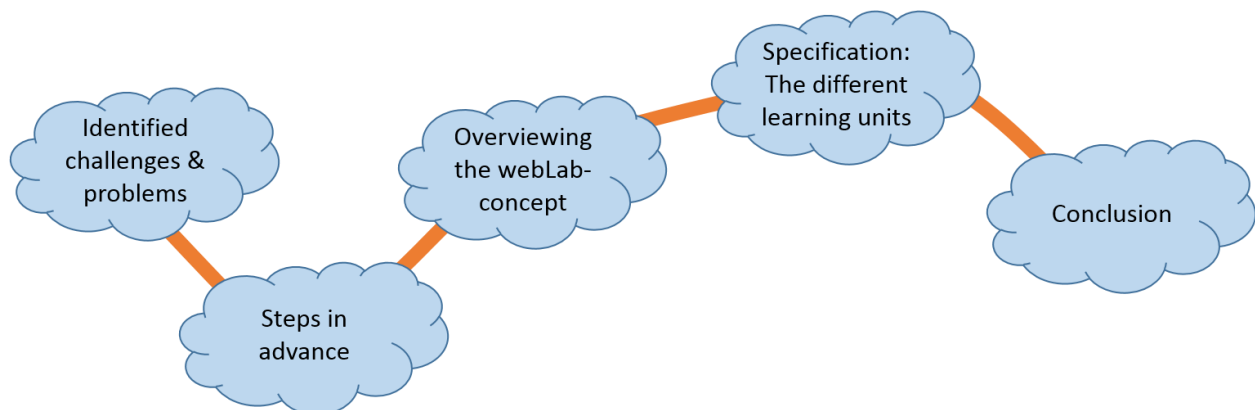 Identified
challenges &
problems
Steps in
advance
Overviewing
the webLab-
concept
Specification:
The different
learning units
Conclusion